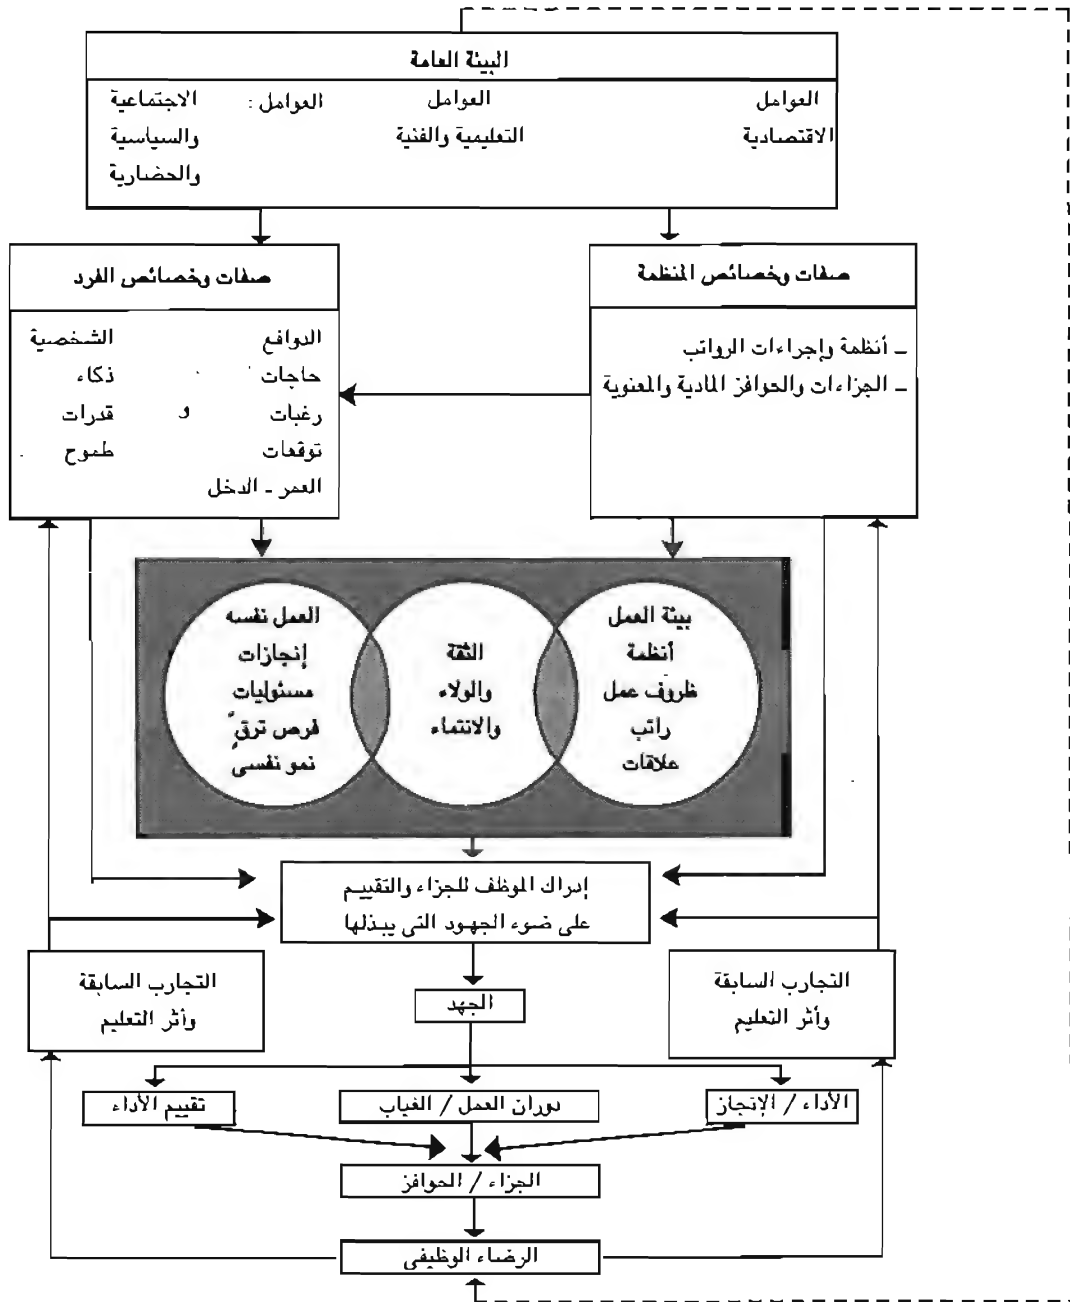 البيئة العامة
العوامل
الاقتصادية
العوامل
التعليمية والفنية
العوامل : الاجتماعية
والسياسية
والحضارية
صفات وخصائص المنظمة
ـ أنظمة وإجراءات الرواتب
ـ الجزاءات والحوافز المادية والمعنوية
صفات وخصائص الفرد
الدوافع الشخصية
حاجات ذكاء
رغبات و قدرات
توقعات طموح
العمر ـ الدخل
بيئة العمل
أنظمة
ظروف عمل
راتب
علاقات
الثقة
والولاء
والانتماء
العمل نفسه
إنجازات
مسئوليات
فرص ترقٍ
نمو نفسى
إدراك الموظف للجزاء والتقييم
على ضوء الجهود التى يبذلها
التجارب السابقة
وأثر التعليم
التجارب السابقة
وأثر التعليم
الجهد
الأداء / الإنجاز
دوران العمل / الغياب
تقييم الأداء
الجزاء / الحوافز
الرضاء الوظيفى